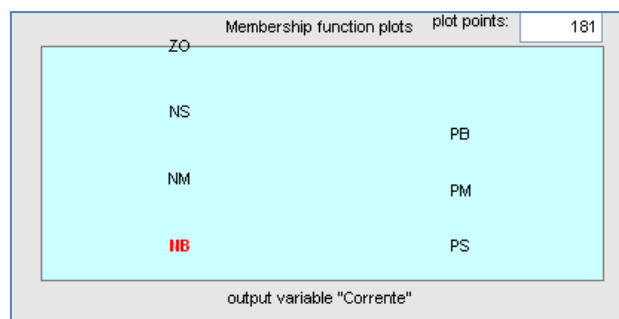 Membership function plots plot points: 181
ZO
NS
PB
NM
PM
NB PS
output variable "Corrente"